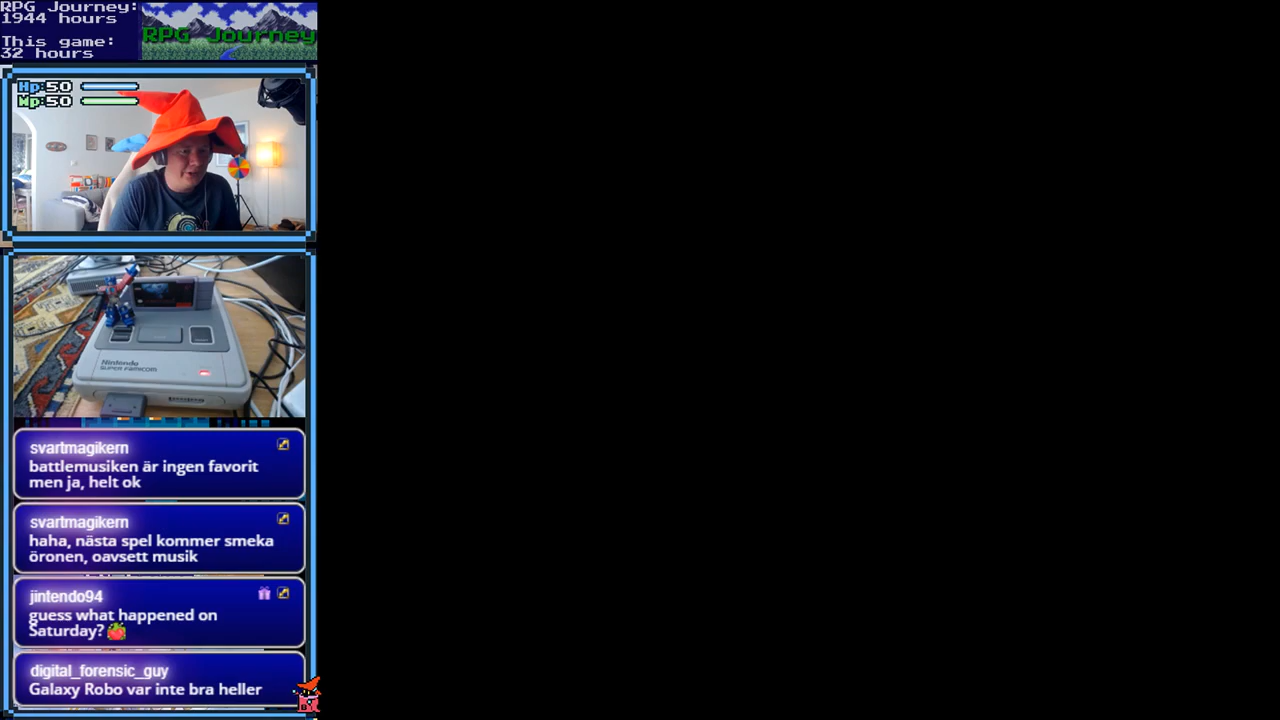 RPG Journey:
1944 hours
This game:
32 hours
RPG Journey
Hp:50
Mp:50
Nintendo
SUPER FAMICOM
svartmagikern
battlemusiken är ingen favorit
men ja, helt ok
svartmagikern
haha, nästa spel kommer smeka
öronen, oavsett musik
jintendo94
guess what happened on
Saturday?
digital_forensic_guy
Galaxy Robo var inte bra heller